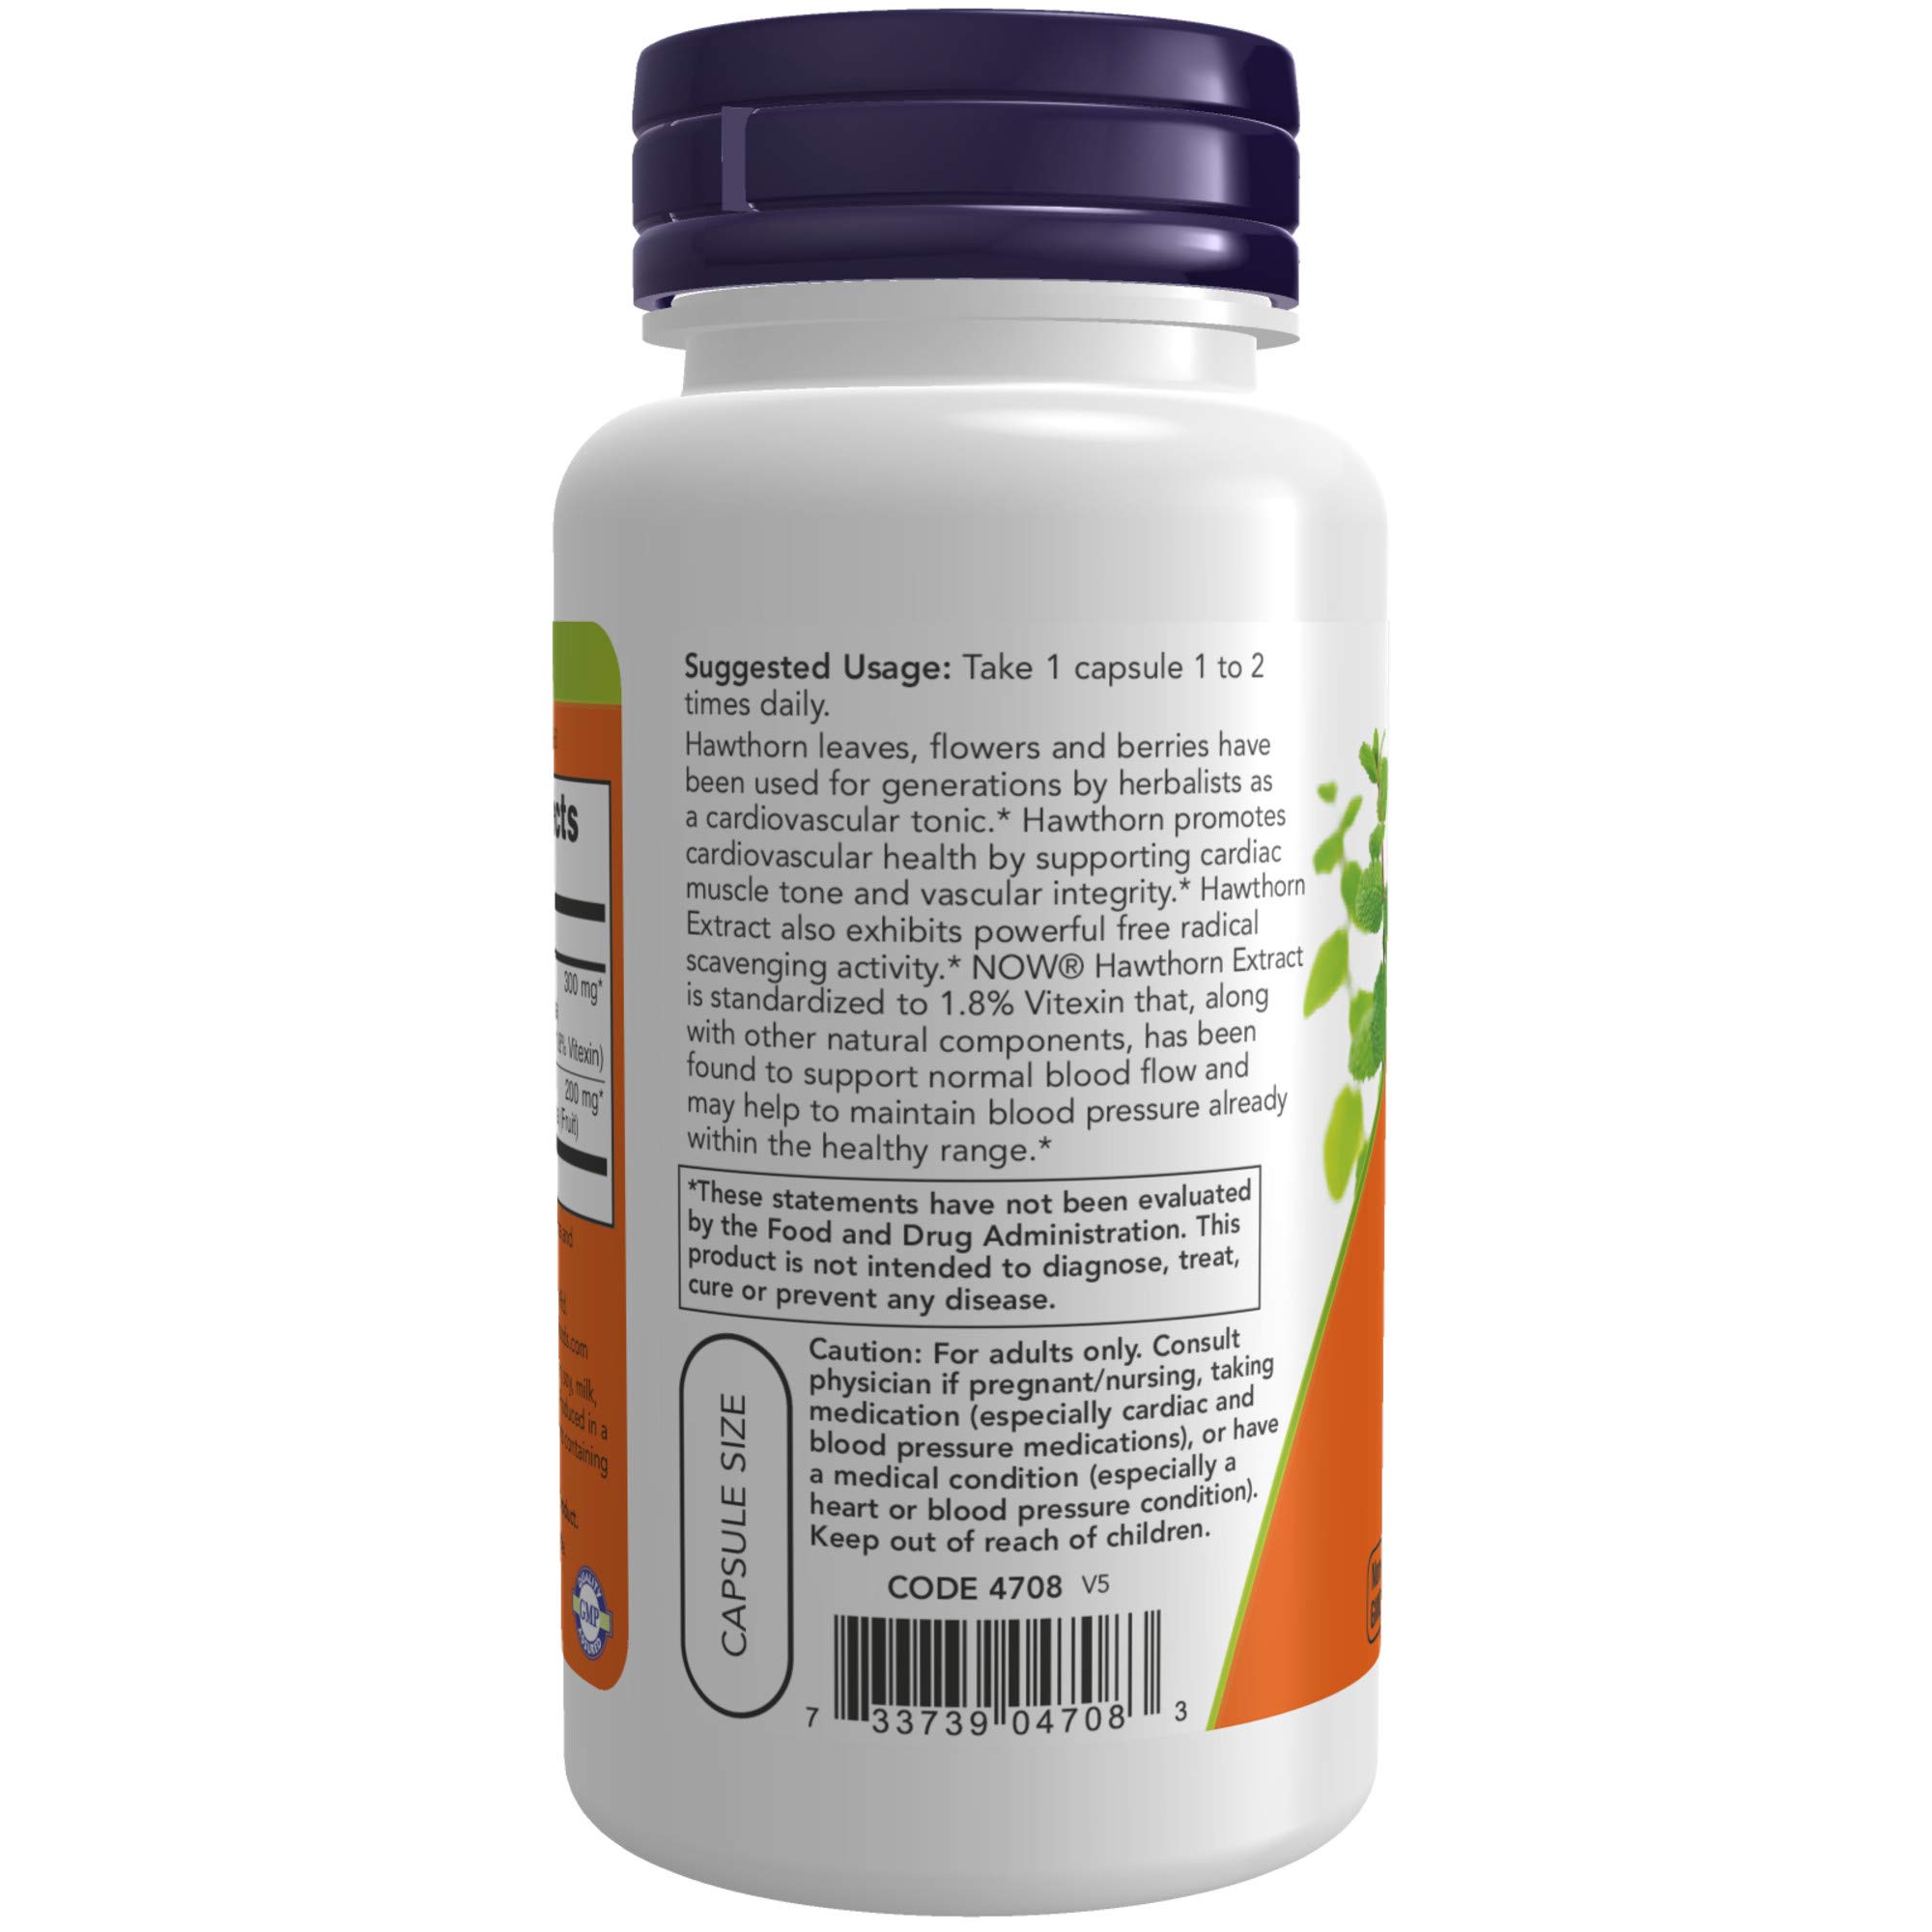 Suggested Usage: Take 1 capsule 1 to 2
times daily.
Hawthorn leaves, flowers and berries have
been used for generations by herbalists as
a cardiovascular tonic.* Hawthorn promotes
cardiovascular health by supporting cardiac
muscle tone and vascular integrity.* Hawthorn
Extract also exhibits powerful free radical
scavenging activity.* NOW® Hawthorn Extract
is standardized to 1.8% Vitexin that, along
with other natural components, has been
found to support normal blood flow and
may help to maintain blood pressure already
within the healthy range.*
*These statements have not been evaluated
by the Food and Drug Administration. This
product is not intended to diagnose, treat,
cure or prevent any disease.
CAPSULE SIZE
Caution: For adults only. Consult
physician if pregnant/nursing, taking
medication (especially cardiac and
blood pressure medications), or have
a medical condition (especially a
heart or blood pressure condition).
Keep out of reach of children.
CODE 4708 V5
7 33739 04708 3
300 mg*
Vitexin)
200 mg*
(Fruit)
milk,
in a
containing
QUALITY
GMP
ASSURED